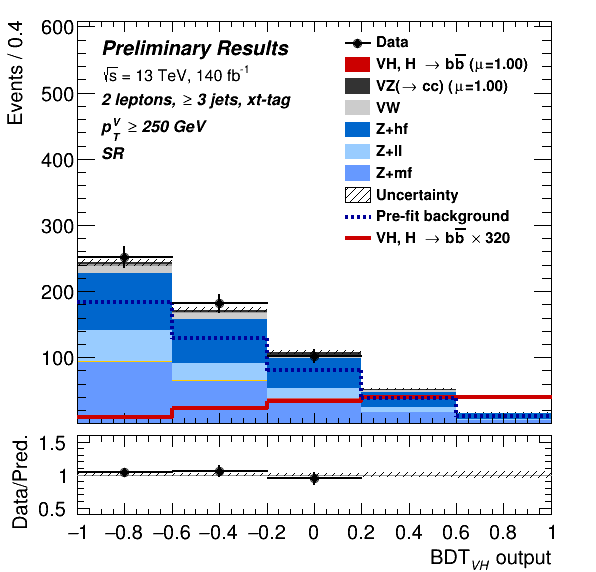 Events / 0.4
600
500
400
300
200
100
Preliminary Results
√s = 13 TeV, 140 fb⁻¹
2 leptons, ≥ 3 jets, xt-tag
p_T^V ≥ 250 GeV
SR
Data
VH, H → bb̅ (μ=1.00)
VZ(→ cc) (μ=1.00)
VW
Z+hf
Z+ll
Z+mf
Uncertainty
Pre-fit background
VH, H → bb̅ × 320
Data/Pred.
1.5
1
0.5
−1 −0.8 −0.6 −0.4 −0.2 0 0.2 0.4 0.6 0.8 1
BDT_VH output